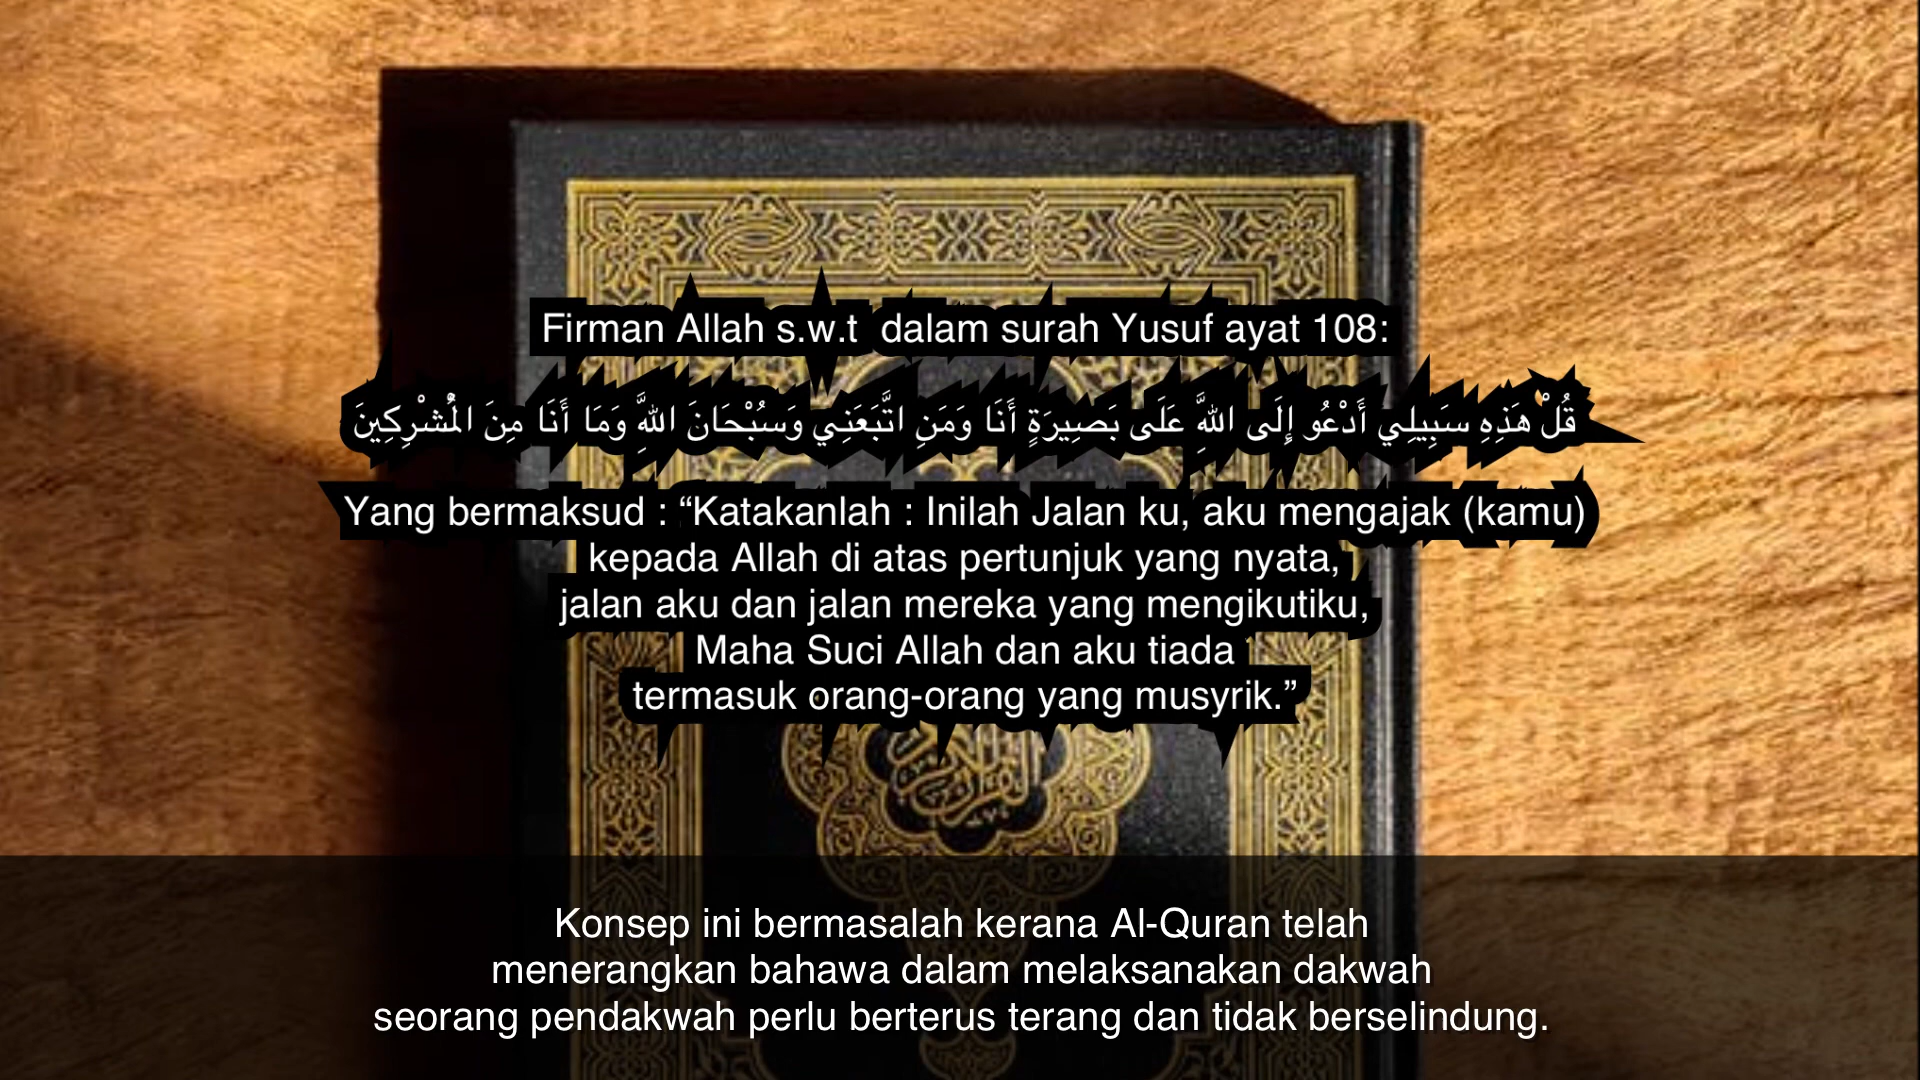 Firman Allah s.w.t  dalam surah Yusuf ayat 108:
قُلْ هَذِهِ سَبِيلِي أَدْعُو إِلَى اللَّهِ عَلَى بَصِيرَةٍ أَنَا وَمَنِ اتَّبَعَنِي وَسُبْحَانَ اللَّهِ وَمَا أَنَا مِنَ الْمُشْرِكِينَ
Yang bermaksud : “Katakanlah : Inilah Jalan ku, aku mengajak (kamu)
kepada Allah di atas pertunjuk yang nyata,
jalan aku dan jalan mereka yang mengikutiku,
Maha Suci Allah dan aku tiada
termasuk orang-orang yang musyrik.”
القرآن الكريم
Konsep ini bermasalah kerana Al-Quran telah
menerangkan bahawa dalam melaksanakan dakwah
seorang pendakwah perlu berterus terang dan tidak berselindung.